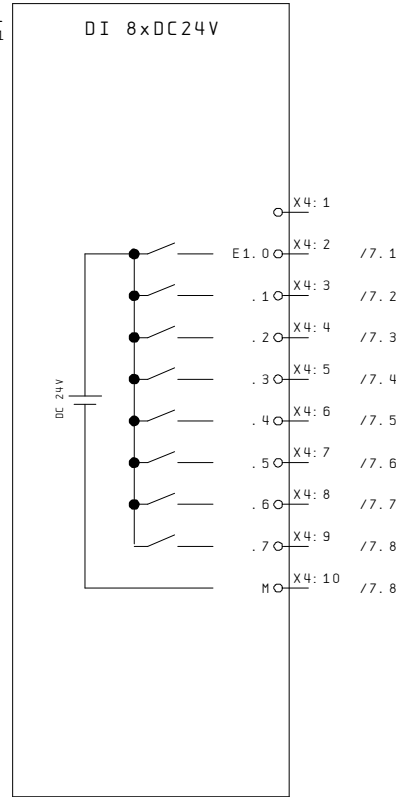 DI 8xDC24V
X4:1
E1.0 X4:2 /7.1
.1 X4:3 /7.2
.2 X4:4 /7.3
.3 X4:5 /7.4
DC 24V
.4 X4:6 /7.5
.5 X4:7 /7.6
.6 X4:8 /7.7
.7 X4:9 /7.8
M X4:10 /7.8